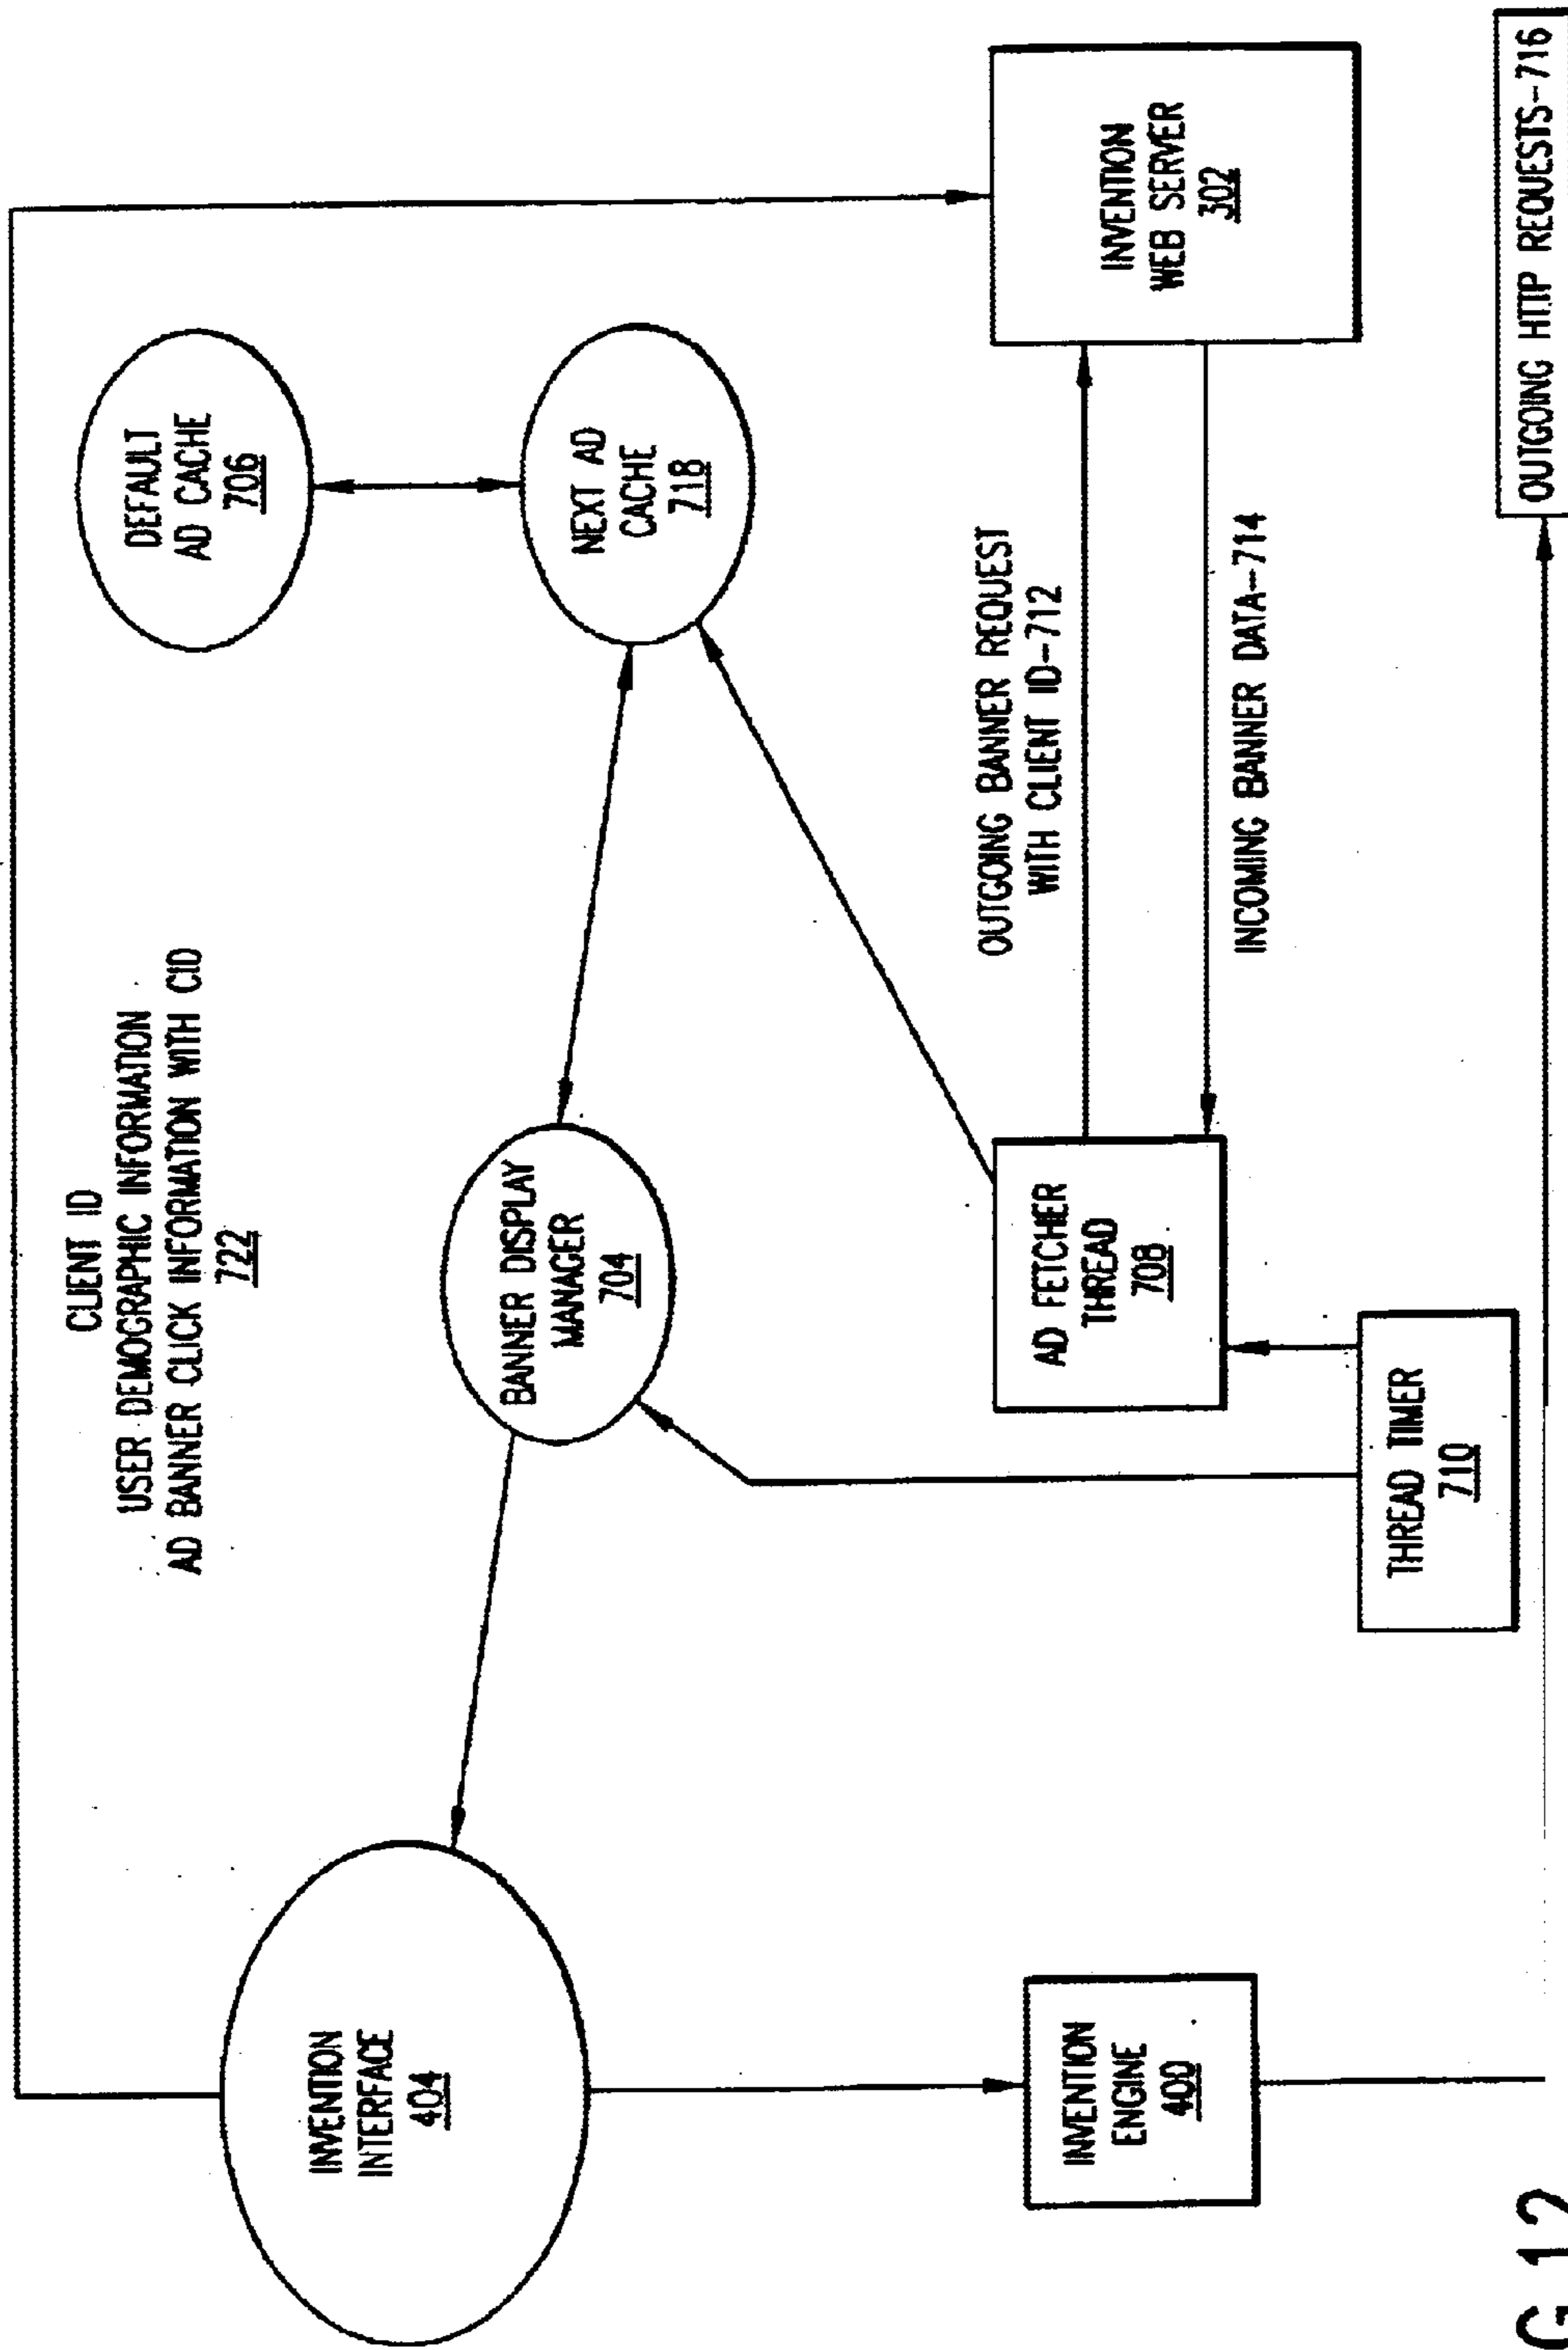 CLIENT ID
USER DEMOGRAPHIC INFORMATION
AD BANNER CLICK INFORMATION WITH CID
722
DEFAULT
AD CACHE
706
INVENTION
INTERFACE
404
BANNER DISPLAY
MANAGER
704
NEXT AD
CACHE
718
OUTGOING BANNER REQUEST
WITH CLIENT ID-712
INVENTION
ENGINE
400
AD FETCHER
THREAD
708
INVENTION
WEB SERVER
302
INCOMING BANNER DATA-714
THREAD TIMER
710
OUTGOING HTTP REQUESTS-716
G 12